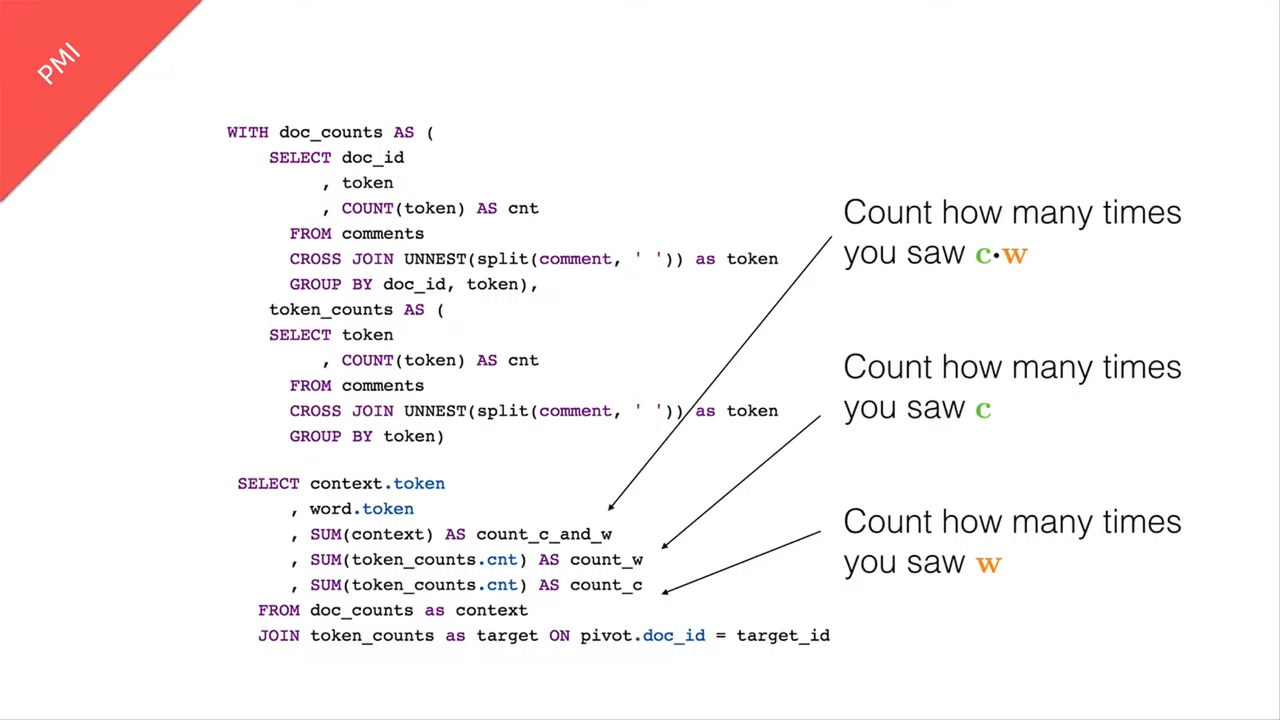 PMI
WITH doc_counts AS (
SELECT doc_id
, token
, COUNT(token) AS cnt
FROM comments
CROSS JOIN UNNEST(split(comment, ' ')) as token
GROUP BY doc_id, token),
token_counts AS (
SELECT token
, COUNT(token) AS cnt
FROM comments
CROSS JOIN UNNEST(split(comment, ' ')) as token
GROUP BY token)
SELECT context.token
, word.token
, SUM(context) AS count_c_and_w
, SUM(token_counts.cnt) AS count_w
, SUM(token_counts.cnt) AS count_c
FROM doc_counts as context
JOIN token_counts as target ON pivot.doc_id = target_id
Count how many times
you saw c·w
Count how many times
you saw c
Count how many times
you saw w